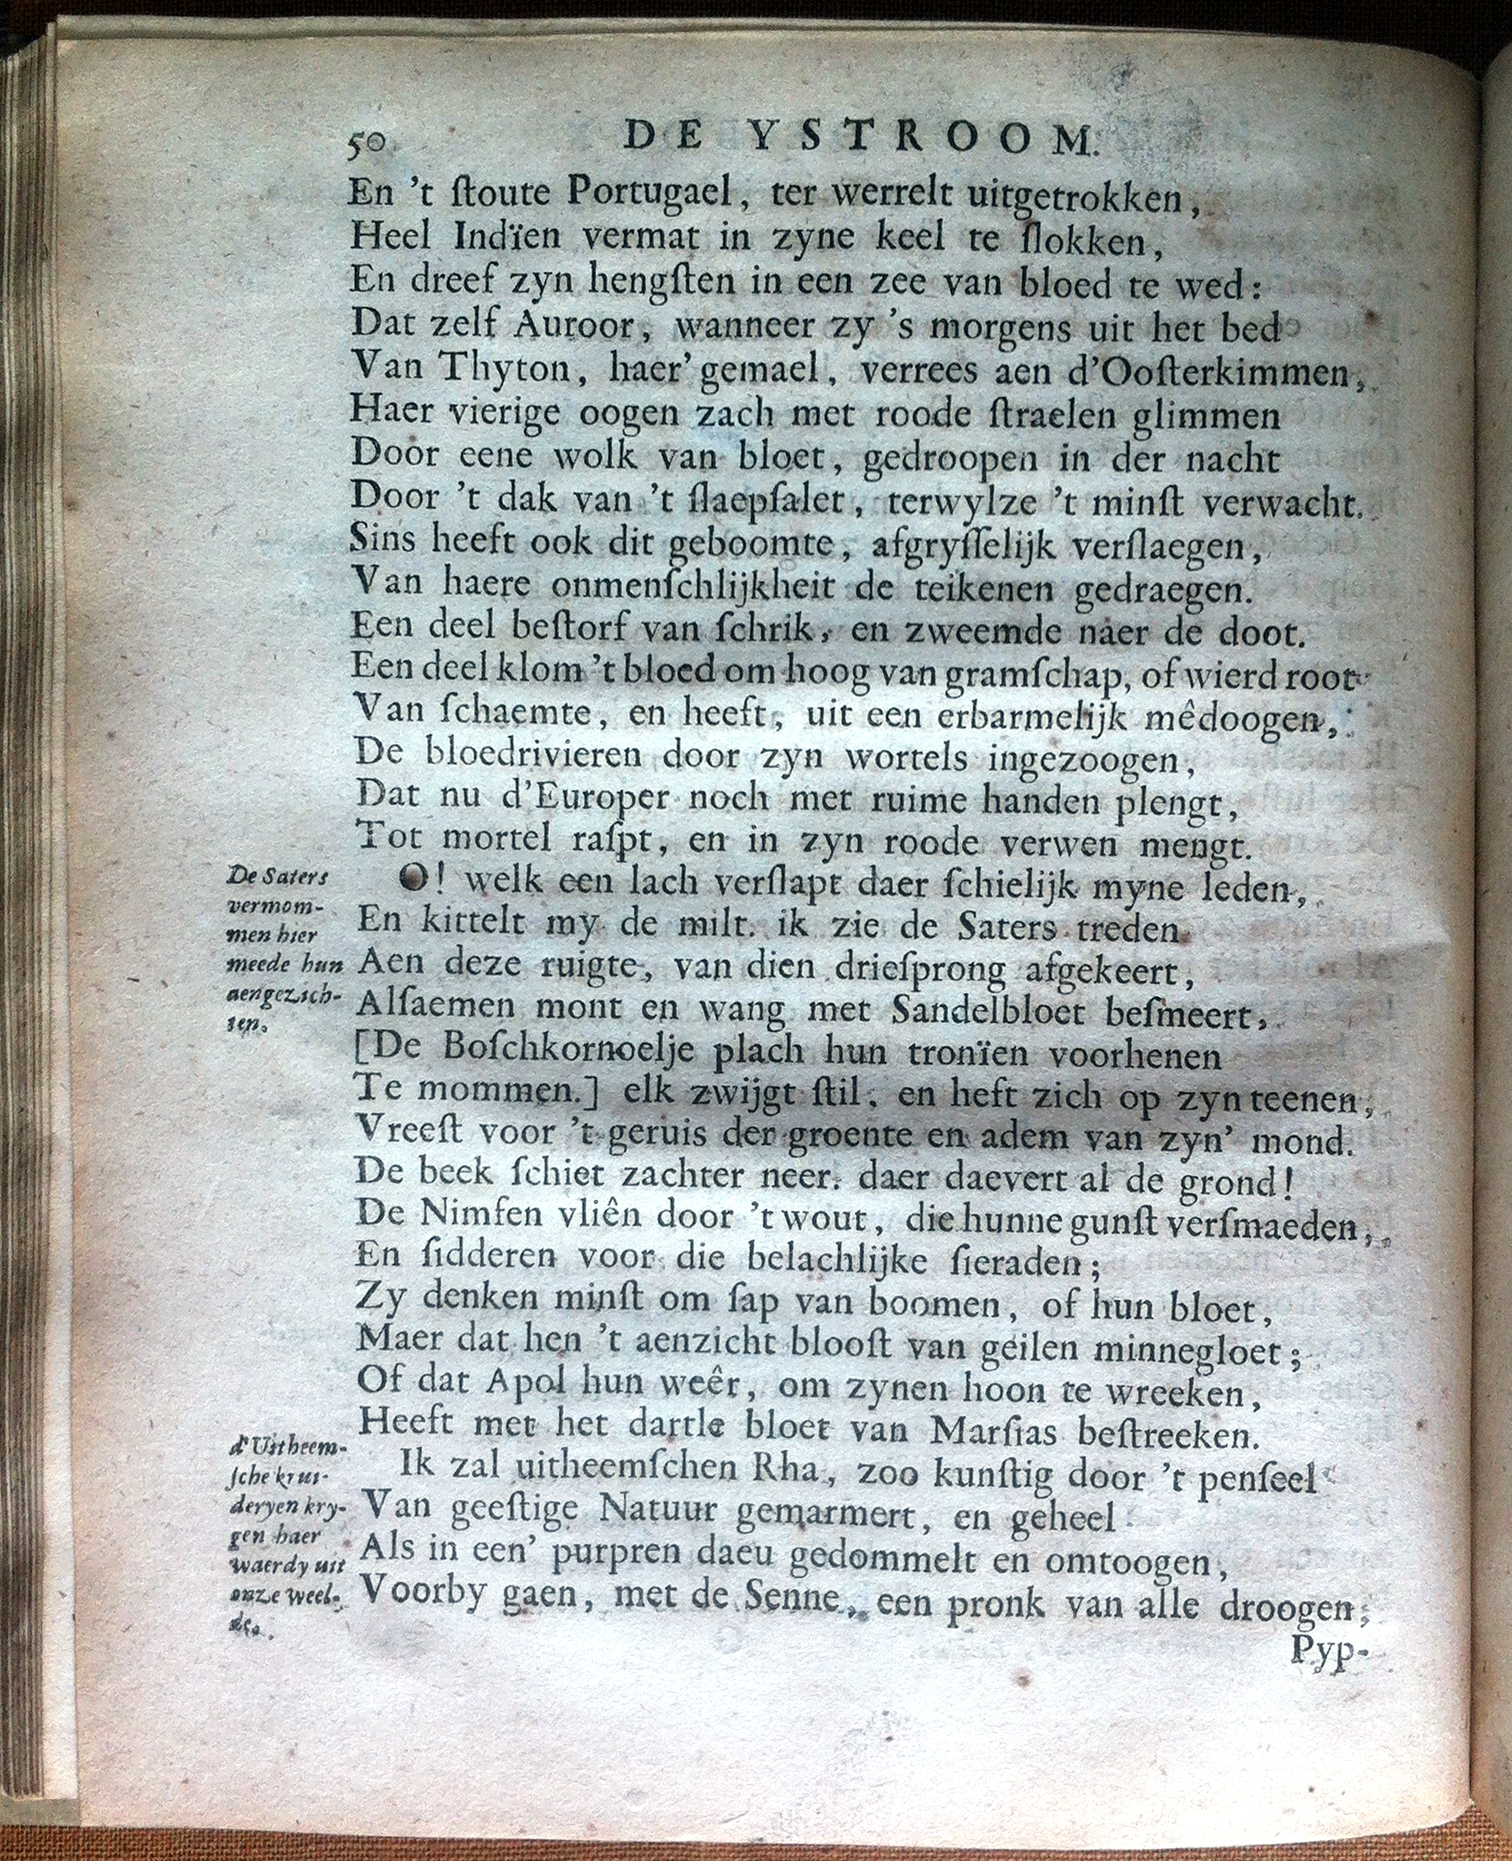 50 DE YSTROOM.
En 't ſtoute Portugael, ter werrelt uitgetrokken,
Heel Indïen vermat in zyne keel te ſlokken,
En dreef zyn hengſten in een zee van bloed te wed:
Dat zelf Auroor, wanneer zy 's morgens uit het bed
Van Thyton, haer' gemael, verrees aen d'Ooſterkimmen,
Haer vierige oogen zach met roode ſtraelen glimmen
Door eene wolk van bloet, gedroopen in der nacht
Door 't dak van 't ſlaepſalet, terwylze 't minſt verwacht.
Sins heeft ook dit geboomte, afgryſſelijk verſlaegen,
Van haere onmenſchlijkheit de teikenen gedraegen.
Een deel beſtorf van ſchrik, en zweemde naer de doot.
Een deel klom 't bloed om hoog van gramſchap, of wierd root
Van ſchaemte, en heeft, uit een erbarmelijk mêdoogen,
De bloedrivieren door zyn wortels ingezoogen,
Dat nu d'Europer noch met ruime handen plengt,
Tot mortel raſpt, en in zyn roode verwen mengt.
De Saters
vermom-
men hier
meede hun
aengezich-
ten.
O! welk een lach verſlapt daer ſchielijk myne leden,
En kittelt my de milt. ik zie de Saters treden
Aen deze ruigte, van dien drieſprong afgekeert,
Alſaemen mont en wang met Sandelbloet beſmeert,
[De Boſchkornoelje plach hun tronïen voorhenen
Te mommen.] elk zwijgt ſtil, en heft zich op zyn teenen,
Vreeſt voor 't geruis der groente en adem van zyn' mond.
De beek ſchiet zachter neer. daer daevert al de grond!
De Nimfen vliên door 't wout, die hunne gunſt verſmaeden,
En ſidderen voor die belachlijke ſieraden;
Zy denken minſt om ſap van boomen, of hun bloet,
Maer dat hen 't aenzicht blooſt van geilen minnegloet;
Of dat Apol hun weêr, om zynen hoon te wreeken,
Heeft met het dartle bloet van Marſias beſtreeken.
d'Uitheem-
ſche krui-
deryen kry-
gen haer
waerdy uit
onze weel-
de.
Ik zal uitheemſchen Rha, zoo kunſtig door 't penſeel
Van geeſtige Natuur gemarmert, en geheel
Als in een' purpren daeu gedommelt en omtoogen,
Voorby gaen, met de Senne, een pronk van alle droogen;
Pyp-